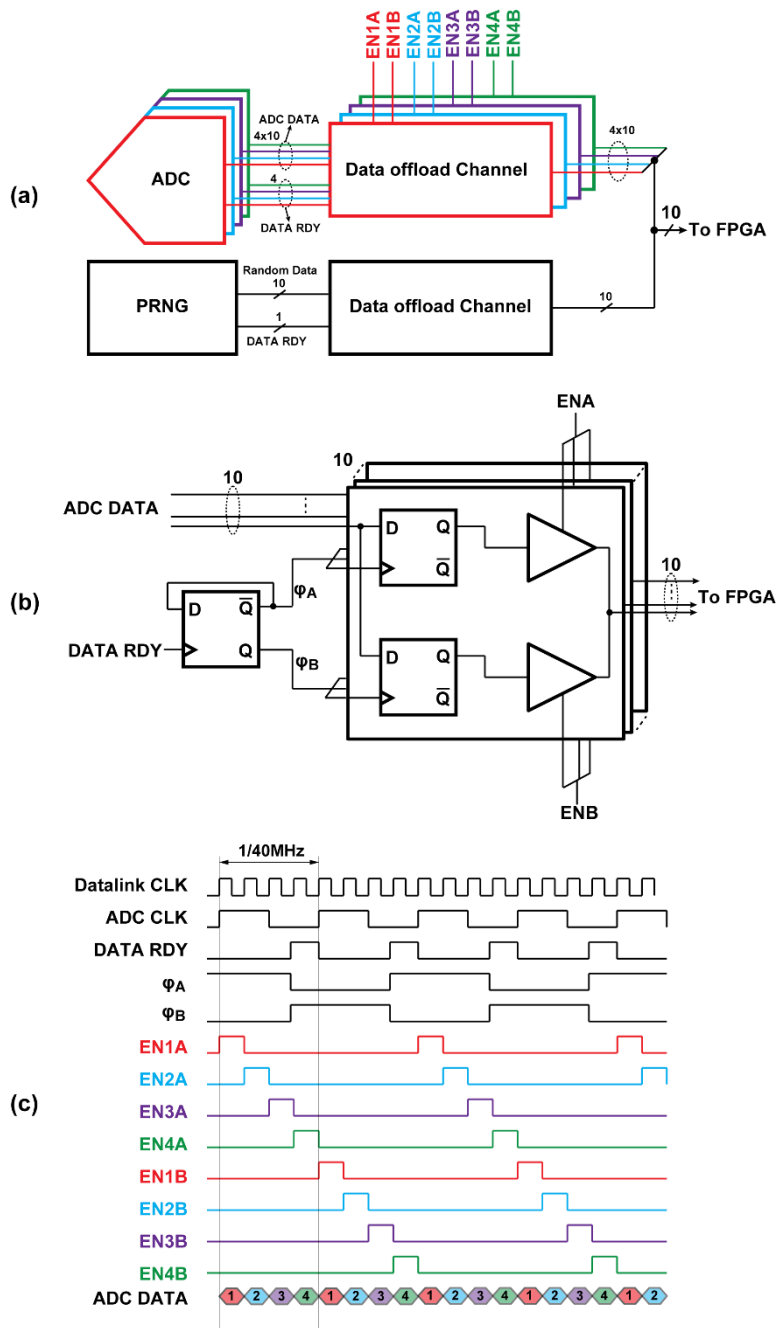 EN1A
EN1B
EN2A
EN2B
EN3A
EN3B
EN4A
EN4B
(a)
ADC
4x10
ADC DATA
4
DATA RDY
Data offload Channel
4x10
10
To FPGA
PRNG
Random Data
10
1
DATA RDY
Data offload Channel
10
(b)
ENA
10
10
ADC DATA
D
Q
Q̅
φA
D
Q̅
Q
DATA RDY
φB
D
Q
Q̅
10
To FPGA
ENB
(c)
1/40MHz
Datalink CLK
ADC CLK
DATA RDY
φA
φB
EN1A
EN2A
EN3A
EN4A
EN1B
EN2B
EN3B
EN4B
ADC DATA 1 2 3 4 1 2 3 4 1 2 3 4 1 2 3 4 1 2